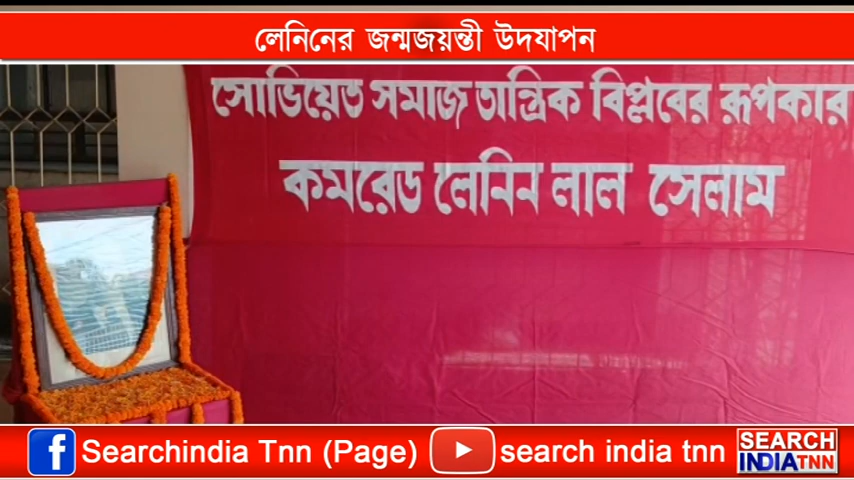 লেনিনের জন্মজয়ন্তী উদযাপন
সোভিয়েত সমাজ তান্ত্রিক বিপ্লবের রূপকার
কমরেড লেনিন লাল সেলাম
Searchindia Tnn (Page) search india tnn
SEARCH
INDIATNN